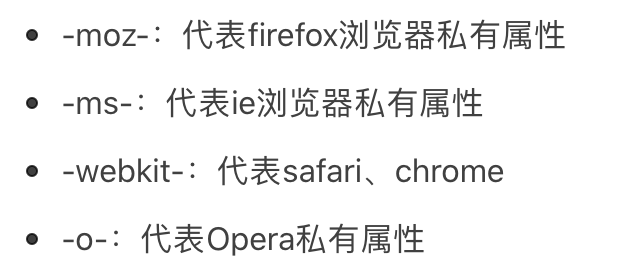 • -moz-：代表firefox浏览器私有属性
• -ms-：代表ie浏览器私有属性
• -webkit-：代表safari、chrome
• -o-：代表Opera私有属性